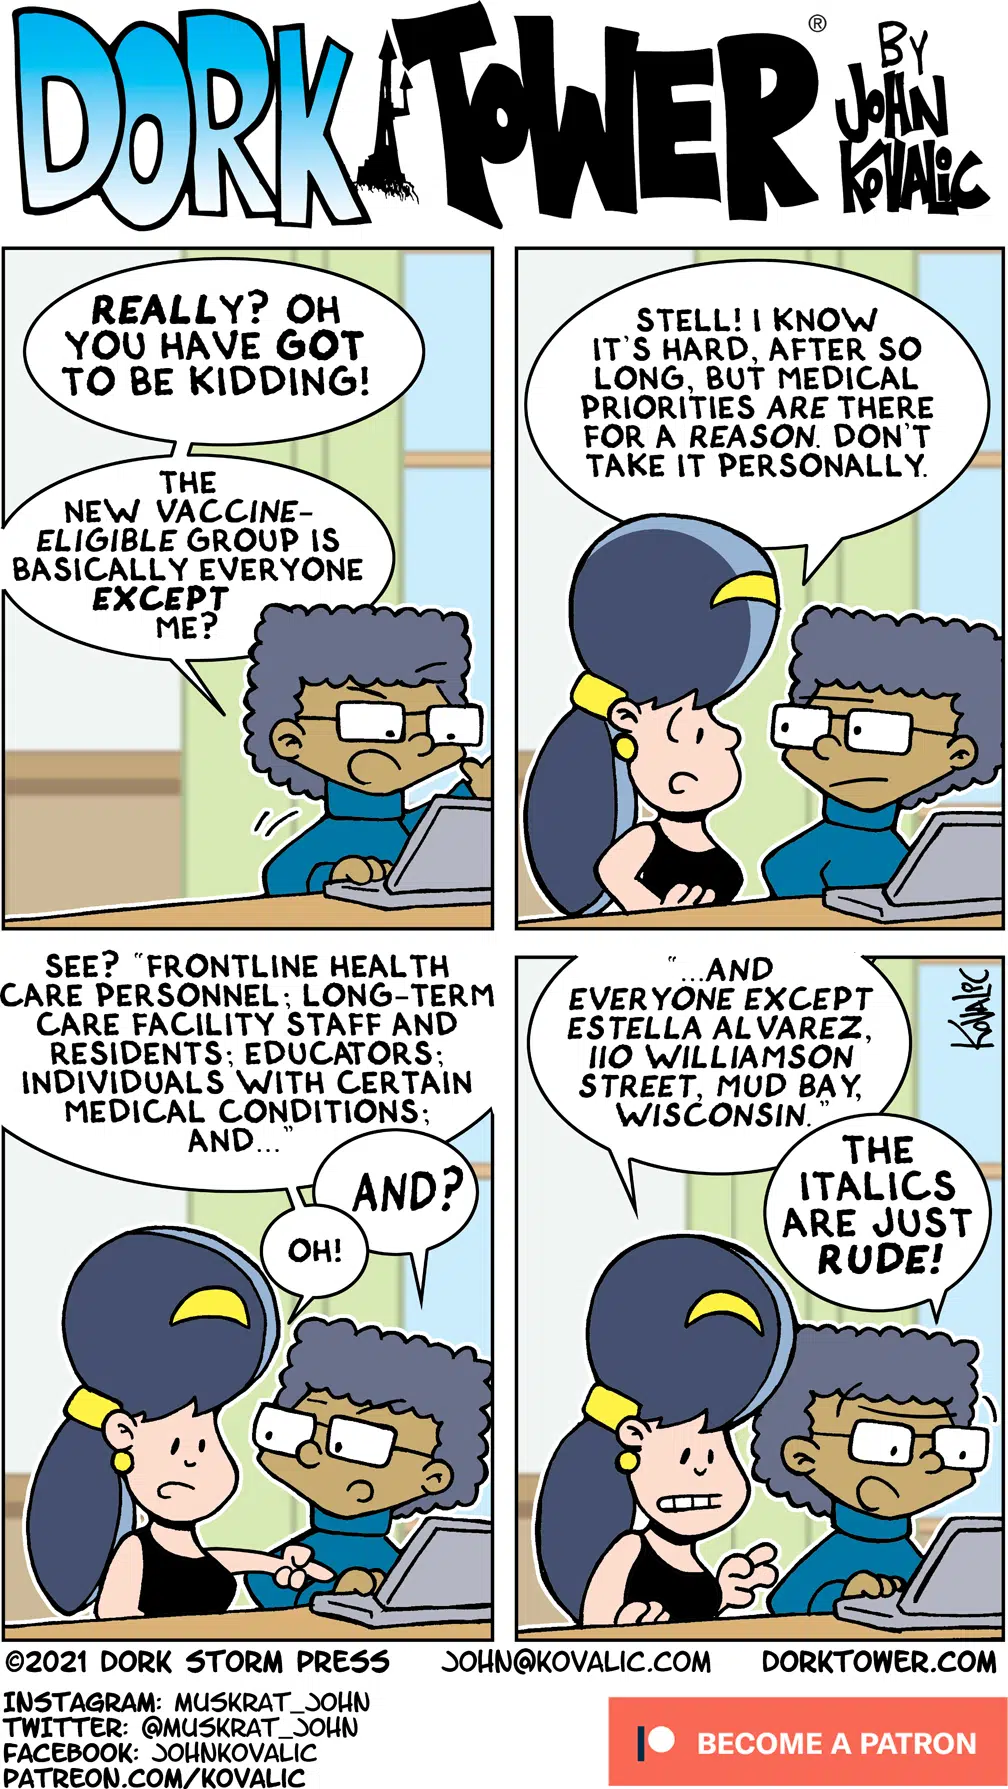 DORK TOWER®
BY
JOHN
KOVALIC
REALLY? OH
YOU HAVE GOT
TO BE KIDDING!
THE
NEW VACCINE-
ELIGIBLE GROUP IS
BASICALLY EVERYONE
EXCEPT
ME?
STELL! I KNOW
IT'S HARD, AFTER SO
LONG, BUT MEDICAL
PRIORITIES ARE THERE
FOR A REASON. DON'T
TAKE IT PERSONALLY.
SEE? "FRONTLINE HEALTH
CARE PERSONNEL; LONG-TERM
CARE FACILITY STAFF AND
RESIDENTS; EDUCATORS;
INDIVIDUALS WITH CERTAIN
MEDICAL CONDITIONS;
AND..."
AND?
OH!
"...AND
EVERYONE EXCEPT
ESTELLA ALVAREZ,
110 WILLIAMSON
STREET, MUD BAY,
WISCONSIN."
THE
ITALICS
ARE JUST
RUDE!
KOVALIC
©2021 DORK STORM PRESS JOHN@KOVALIC.COM DORKTOWER.COM
INSTAGRAM: MUSKRAT_JOHN
TWITTER: @MUSKRAT_JOHN
FACEBOOK: JOHNKOVALIC
PATREON.COM/KOVALIC
BECOME A PATRON